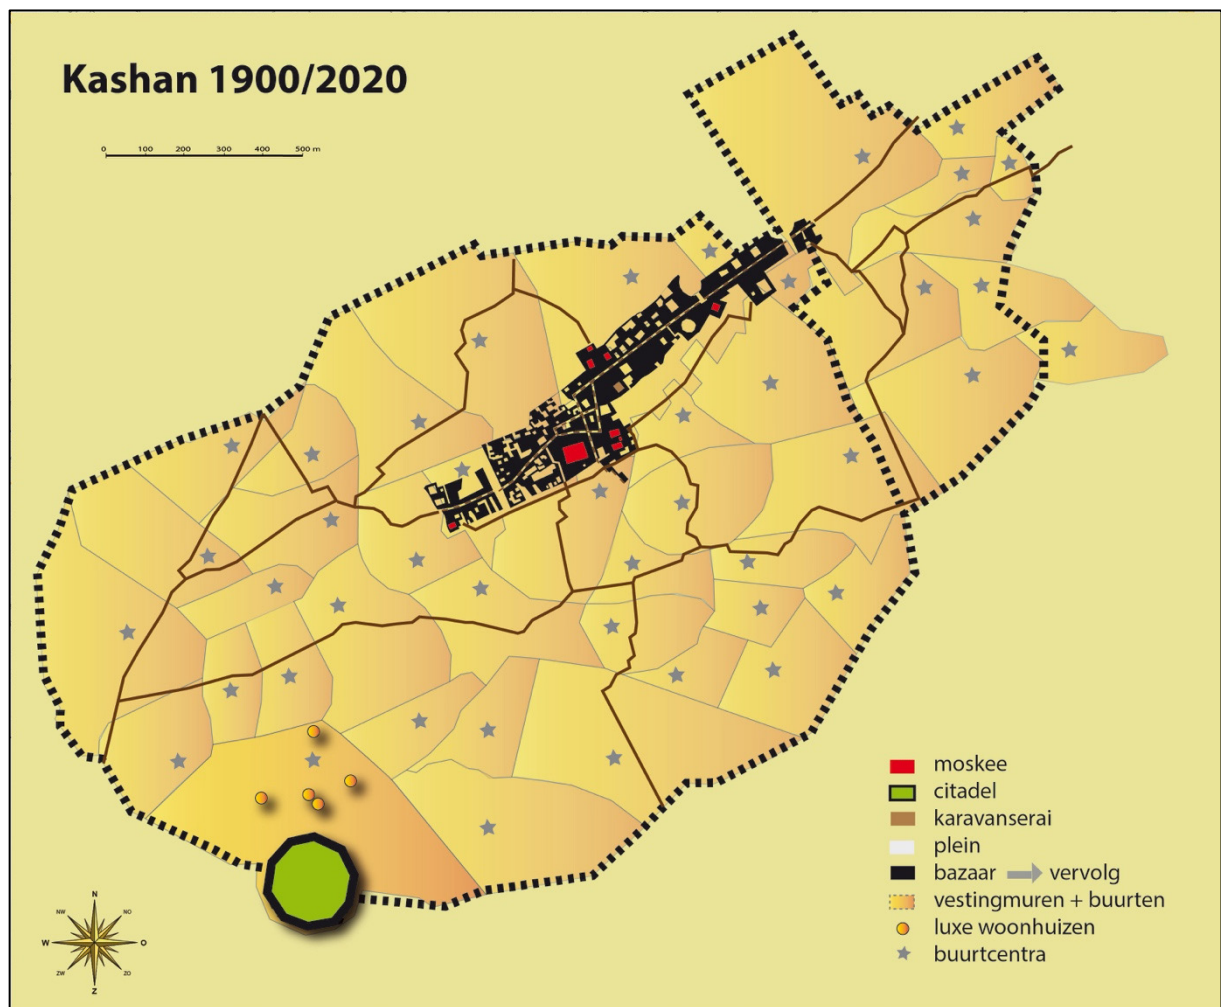 Kashan 1900/2020
0 100 200 300 400 500 m
moskee
citadel
karavanserai
plein
bazaar vervolg
vestingmuren + buurten
luxe woonhuizen
buurtcentra
N
NW NO
W O
ZW ZO
Z